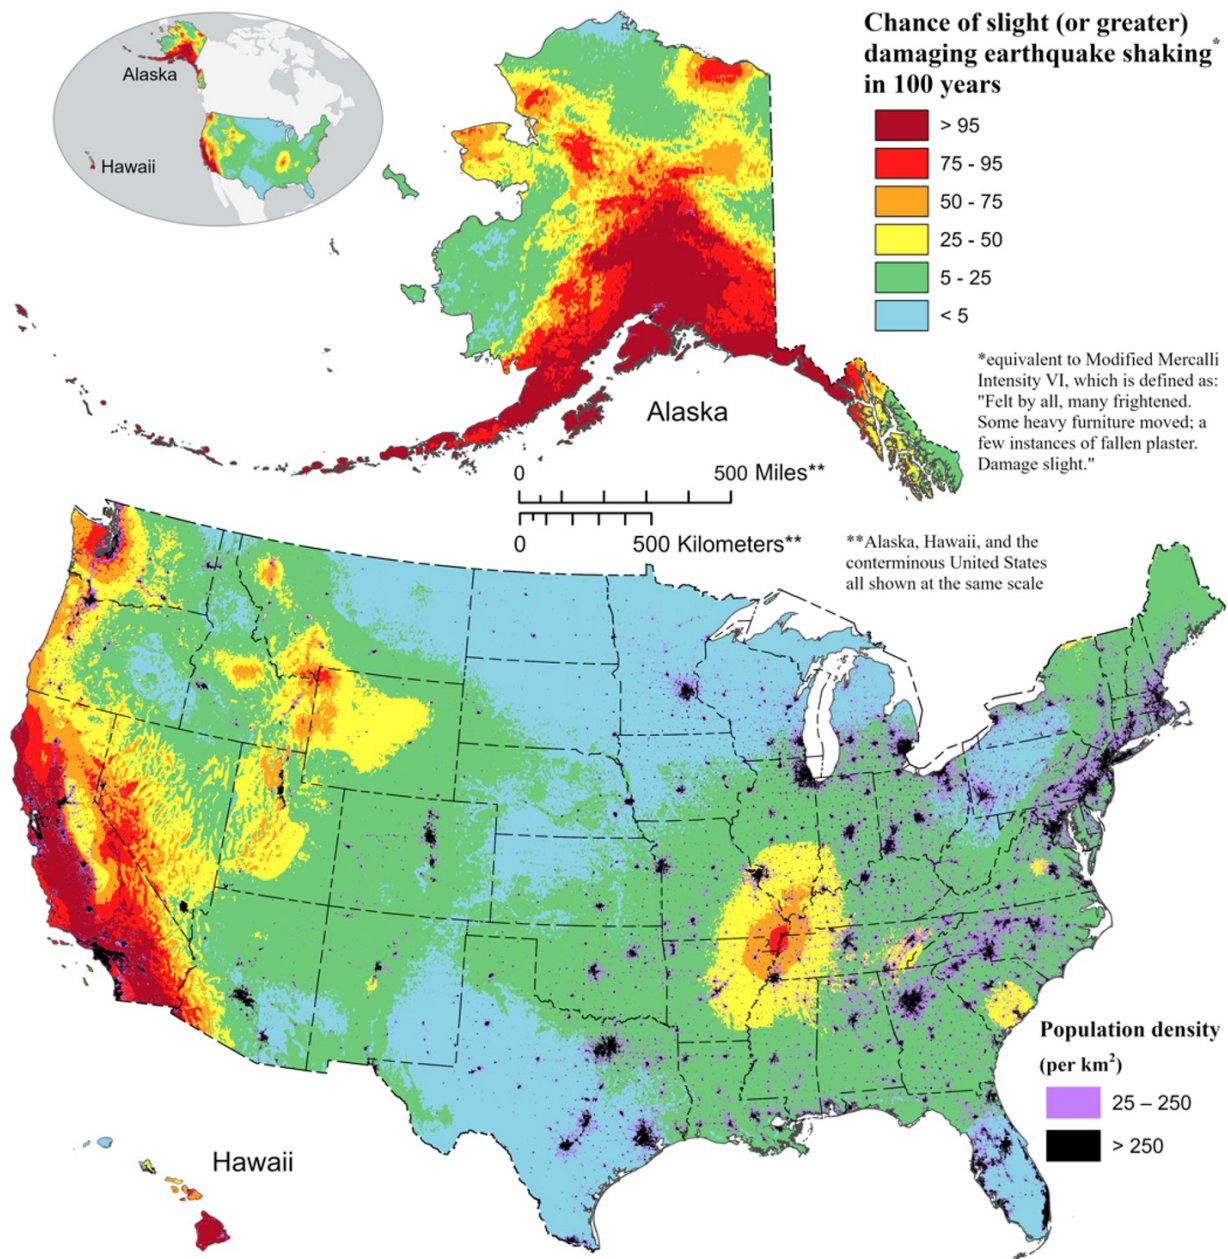 Alaska
Hawaii
Chance of slight (or greater)
damaging earthquake shaking*
in 100 years
> 95
75 - 95
50 - 75
25 - 50
5 - 25
< 5
*equivalent to Modified Mercalli
Intensity VI, which is defined as:
"Felt by all, many frightened.
Some heavy furniture moved; a
few instances of fallen plaster.
Damage slight."
Alaska
0 500 Miles**
0 500 Kilometers**
**Alaska, Hawaii, and the
conterminous United States
all shown at the same scale
Population density
(per km²)
25 – 250
> 250
Hawaii